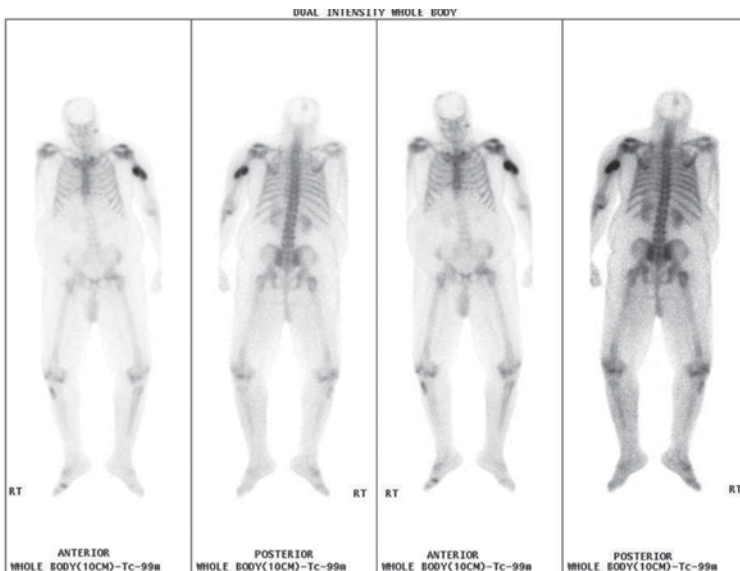 DUAL INTENSITY WHOLE BODY
RT
RT
RT
RT
ANTERIOR
WHOLE BODY(10CM)-Tc-99m
POSTERIOR
WHOLE BODY(10CM)-Tc-99m
ANTERIOR
WHOLE BODY(10CM)-Tc-99m
POSTERIOR
WHOLE BODY(10CM)-Tc-99m